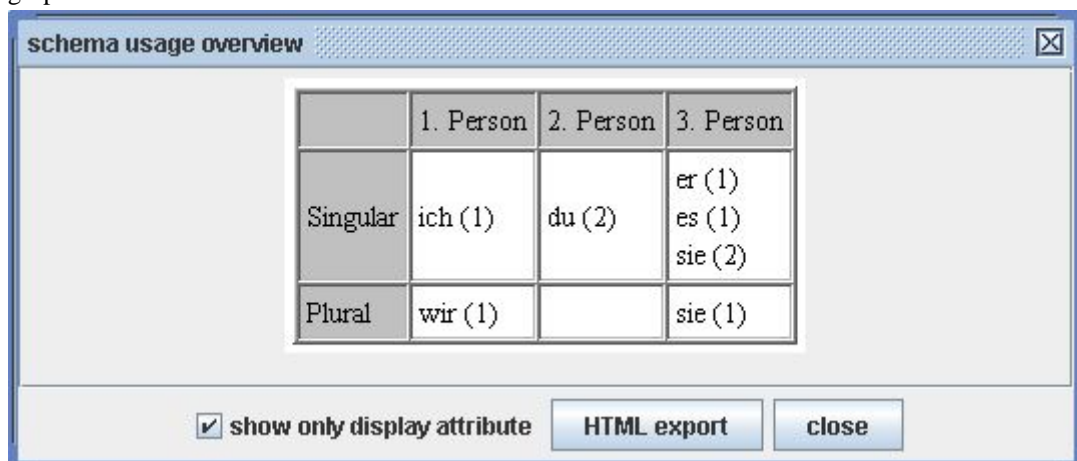 schema usage overview
1. Person 2. Person 3. Person
Singular ich (1) du (2) er (1)
es (1)
sie (2)
Plural wir (1) sie (1)
show only display attribute HTML export close